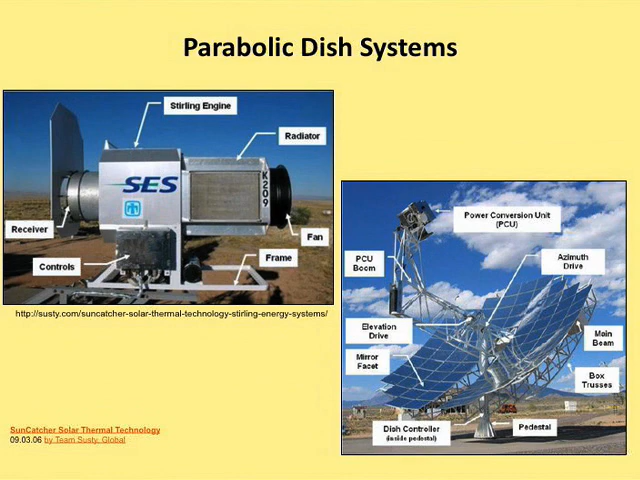 Parabolic Dish Systems
Stirling Engine
Radiator
SES
K209
Receiver
Fan
Controls
Frame
http://susty.com/suncatcher-solar-thermal-technology-stirling-energy-systems/
Power Conversion Unit
(PCU)
PCU
Boom
Azimuth
Drive
Elevation
Drive
Main
Beam
Mirror
Facet
Box
Trusses
Dish Controller
(inside pedestal)
Pedestal
SunCatcher Solar Thermal Technology
09.03.06 by Team Susty, Global